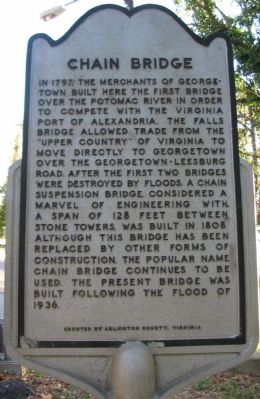 CHAIN BRIDGE
IN 1797, THE MERCHANTS OF GEORGE-
TOWN BUILT HERE THE FIRST BRIDGE
OVER THE POTOMAC RIVER IN ORDER
TO COMPETE WITH THE VIRGINIA
PORT OF ALEXANDRIA. THE FALLS
BRIDGE ALLOWED TRADE FROM THE
"UPPER COUNTRY" OF VIRGINIA TO
MOVE DIRECTLY TO GEORGETOWN
OVER THE GEORGETOWN-LEESBURG
ROAD. AFTER THE FIRST TWO BRIDGES
WERE DESTROYED BY FLOODS, A CHAIN
SUSPENSION BRIDGE, CONSIDERED A
MARVEL OF ENGINEERING WITH
A SPAN OF 128 FEET BETWEEN
STONE TOWERS, WAS BUILT IN 1808.
ALTHOUGH THIS BRIDGE HAS BEEN
REPLACED BY OTHER FORMS OF
CONSTRUCTION, THE POPULAR NAME
CHAIN BRIDGE CONTINUES TO BE
USED. THE PRESENT BRIDGE WAS
BUILT FOLLOWING THE FLOOD OF
1936.
ERECTED BY ARLINGTON COUNTY, VIRGINIA